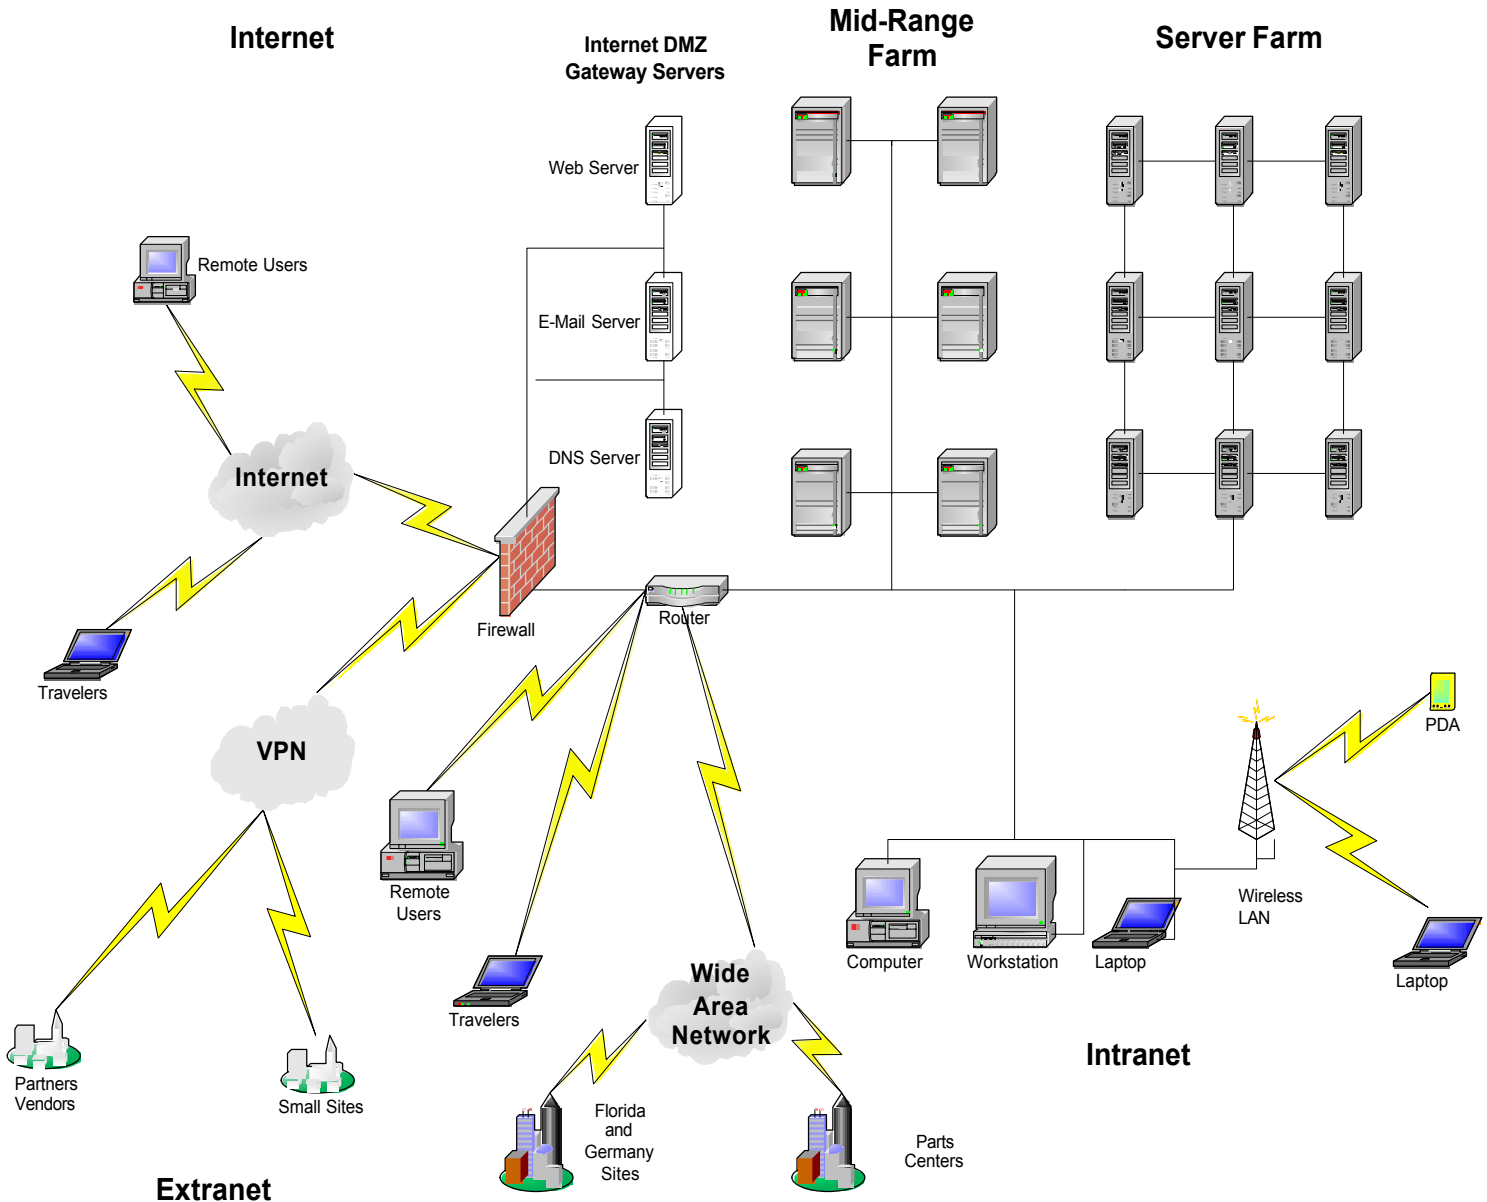 Internet
Internet DMZ
Gateway Servers
Mid-Range
Farm
Server Farm
Web Server
Remote Users
E-Mail Server
DNS Server
Internet
Firewall
Router
Travelers
VPN
PDA
Remote
Users
Wireless
LAN
Computer
Workstation
Laptop
Laptop
Travelers
Wide
Area
Network
Intranet
Partners
Vendors
Small Sites
Florida
and
Germany
Sites
Parts
Centers
Extranet